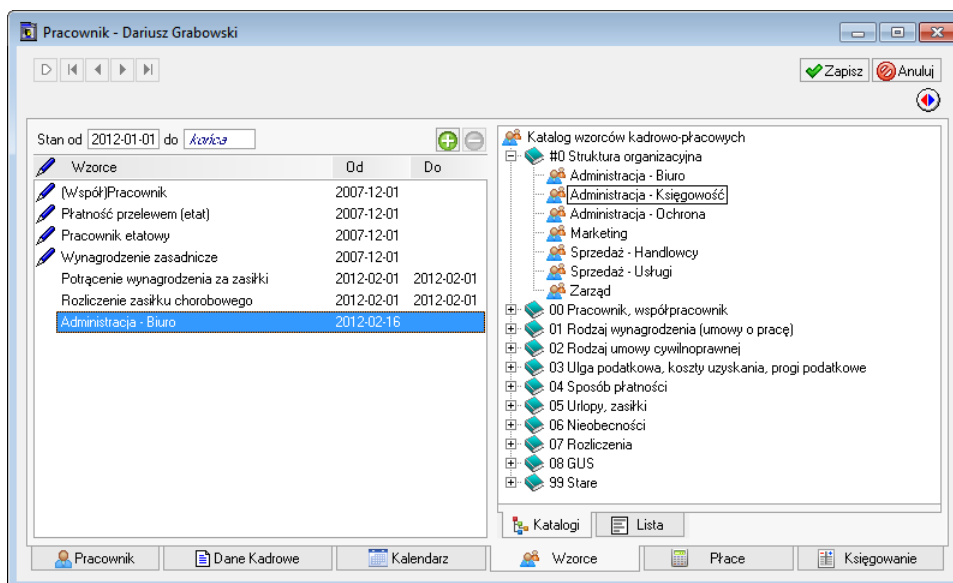 Pracownik - Dariusz Grabowski
D
Zapisz Anuluj
Stan od 2012-01-01 do końca
Wzorce Od Do
(Współ)Pracownik 2007-12-01
Płatność przelewem (etat) 2007-12-01
Pracownik etatowy 2007-12-01
Wynagrodzenie zasadnicze 2007-12-01
Potrącenie wynagrodzenia za zasiłki 2012-02-01 2012-02-01
Rozliczenie zasiłku chorobowego 2012-02-01 2012-02-01
Administracja - Biuro 2012-02-16
Katalog wzorców kadrowo-płacowych
#0 Struktura organizacyjna
Administracja - Biuro
Administracja - Księgowość
Administracja - Ochrona
Marketing
Sprzedaż - Handlowcy
Sprzedaż - Usługi
Zarząd
00 Pracownik, współpracownik
01 Rodzaj wynagrodzenia (umowy o pracę)
02 Rodzaj umowy cywilnoprawnej
03 Ulga podatkowa, koszty uzyskania, progi podatkowe
04 Sposób płatności
05 Urlopy, zasiłki
06 Nieobecności
07 Rozliczenia
08 GUS
99 Stare
Katalogi Lista
Pracownik Dane Kadrowe Kalendarz Wzorce Płace Księgowanie